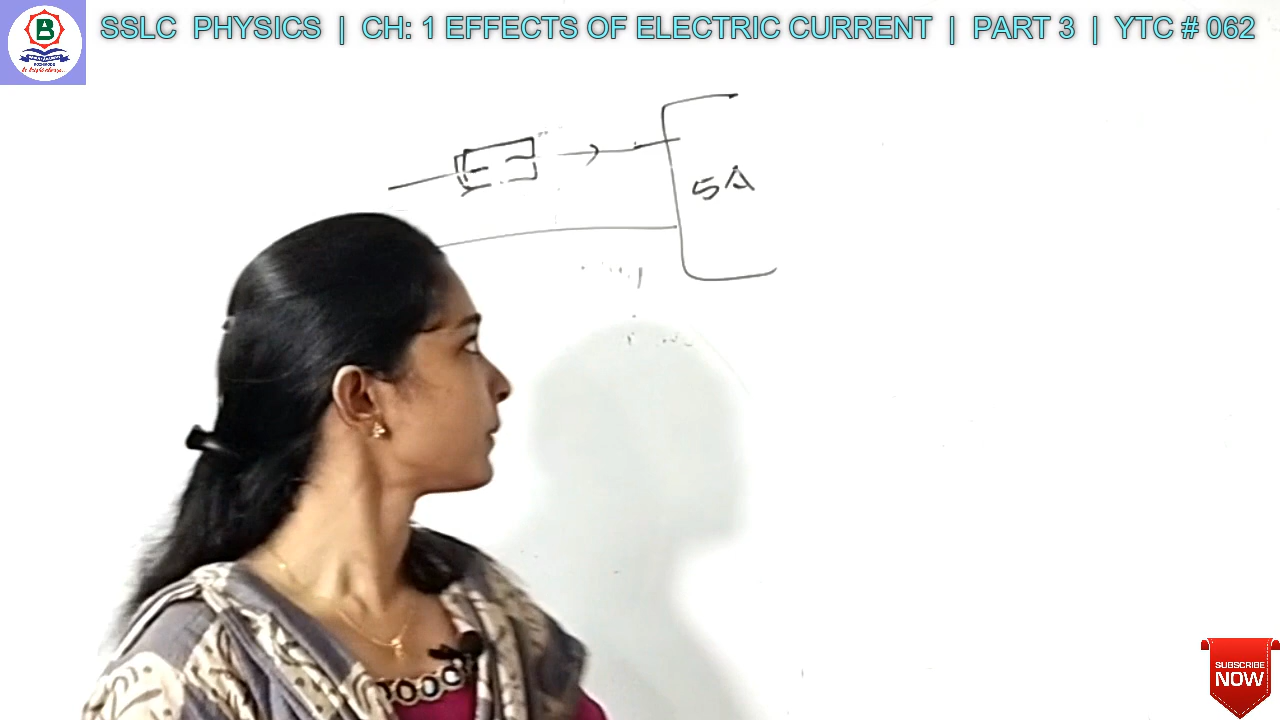 SSLC PHYSICS | CH: 1 EFFECTS OF ELECTRIC CURRENT | PART 3 | YTC # 062
B
5A
SUBSCRIBE
NOW